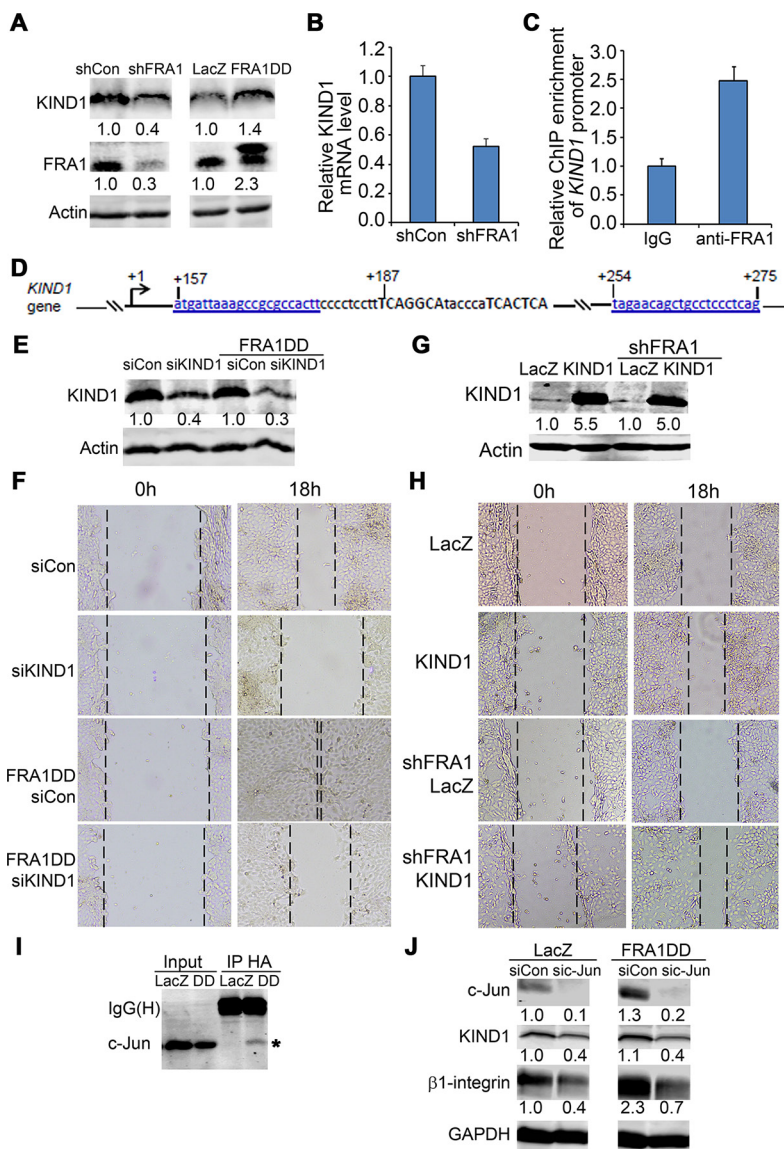 A
shCon shFRA1 LacZ FRA1DD
KIND1
1.0 0.4 1.0 1.4
FRA1
1.0 0.3 1.0 2.3
Actin
B
Relative KIND1
mRNA level
1.2
1.0
0.8
0.6
0.4
0.2
0.0
shCon shFRA1
C
Relative ChIP enrichment
of KIND1 promoter
3.0
2.5
2.0
1.5
1.0
0.5
0.0
IgG anti-FRA1
D
KIND1
gene
+1 +157 +187 +254 +275
atgattaaagccgcgccacttcccctccttTCAGGCAtacccaTCACTCA tagaacagctgcctccctcag
E
FRA1DD
siCon siKIND1 siCon siKIND1
KIND1
1.0 0.4 1.0 0.3
Actin
G
shFRA1
LacZ KIND1 LacZ KIND1
KIND1
1.0 5.5 1.0 5.0
Actin
F
0h 18h
siCon
siKIND1
FRA1DD
siCon
FRA1DD
siKIND1
H
0h 18h
LacZ
KIND1
shFRA1
LacZ
shFRA1
KIND1
I
Input IP HA
LacZ DD LacZ DD
IgG(H)
c-Jun
*
J
LacZ FRA1DD
siCon sic-Jun siCon sic-Jun
c-Jun
1.0 0.1 1.3 0.2
KIND1
1.0 0.4 1.1 0.4
β1-integrin
1.0 0.4 2.3 0.7
GAPDH